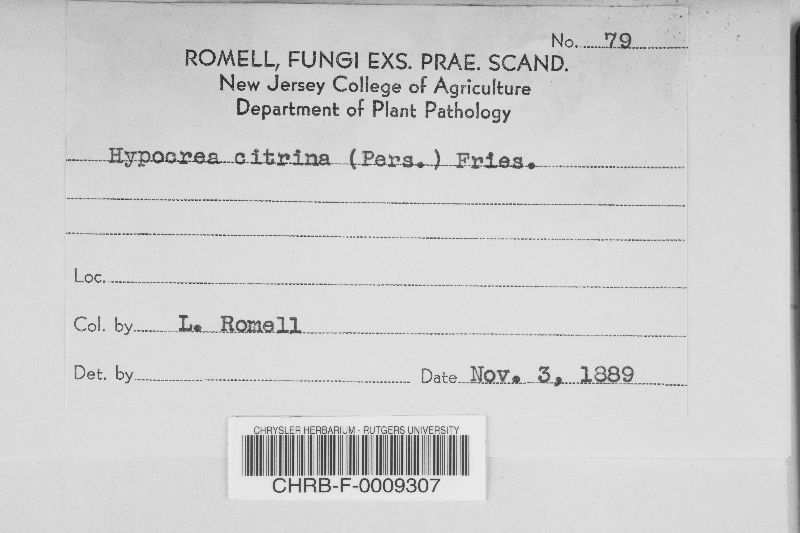 No. 79
ROMELL, FUNGI EXS. PRAE. SCAND.
New Jersey College of Agriculture
Department of Plant Pathology
Hypocrea citrina (Pers.) Fries.
Loc.
Col. by L. Romell
Det. by Date Nov. 3, 1889
CHRYSLER HERBARIUM - RUTGERS UNIVERSITY
CHRB-F-0009307